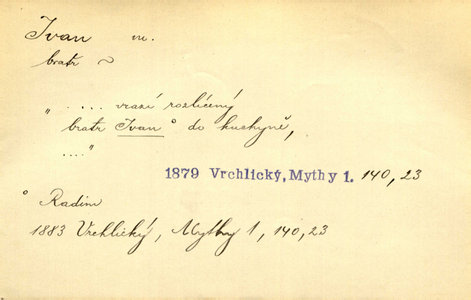 Ivan m.
bratr ~
„ .... vrazí rozlícený
bratr Ivan° do kuchyně,
...."
1879 Vrchlický, Mythy 1. 140, 23
° Radim
1883 Vrchlický, Mythy 1, 140, 23